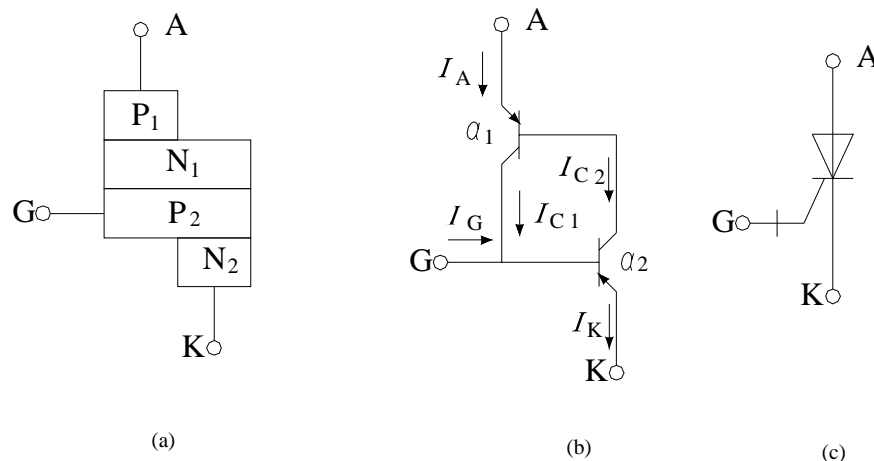 A
P1
N1
P2
G
N2
K
(a)
A
IA
α1
IC2
IG
IC1
G
α2
IK
K
(b)
A
G
K
(c)